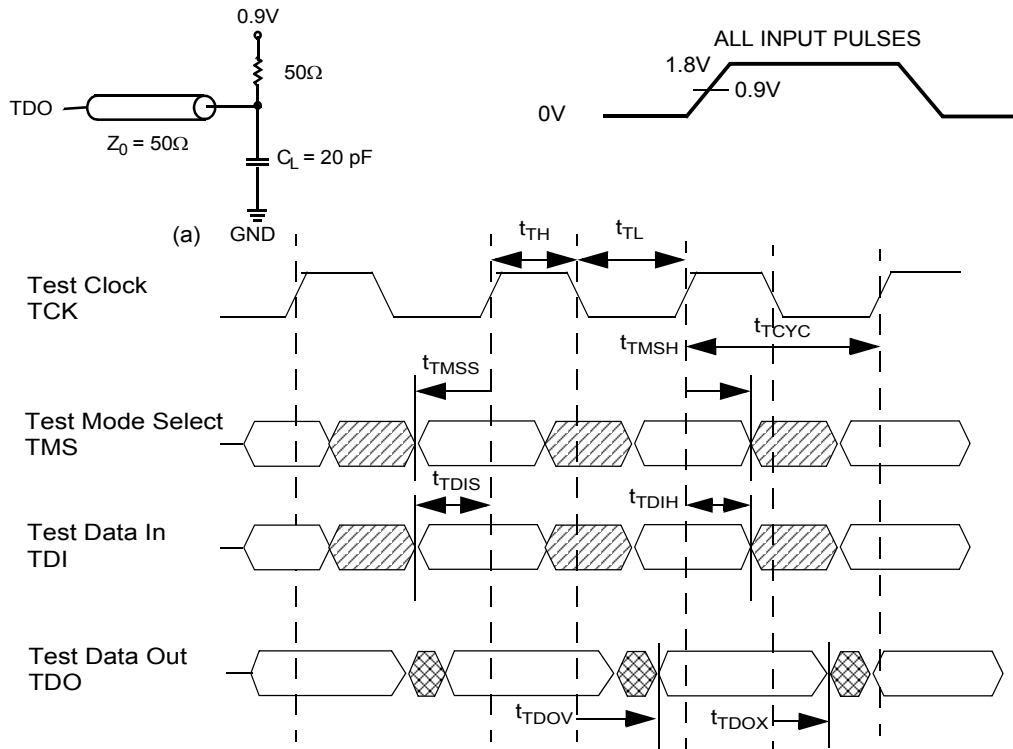 0.9V
50Ω
TDO
Z0 = 50Ω
CL = 20 pF
(a)
GND
ALL INPUT PULSES
1.8V
0.9V
0V
tTH
tTL
Test Clock
TCK
tTMSH
tTCYC
tTMSS
Test Mode Select
TMS
tTDIS
tTDIH
Test Data In
TDI
Test Data Out
TDO
tTDOV
tTDOX